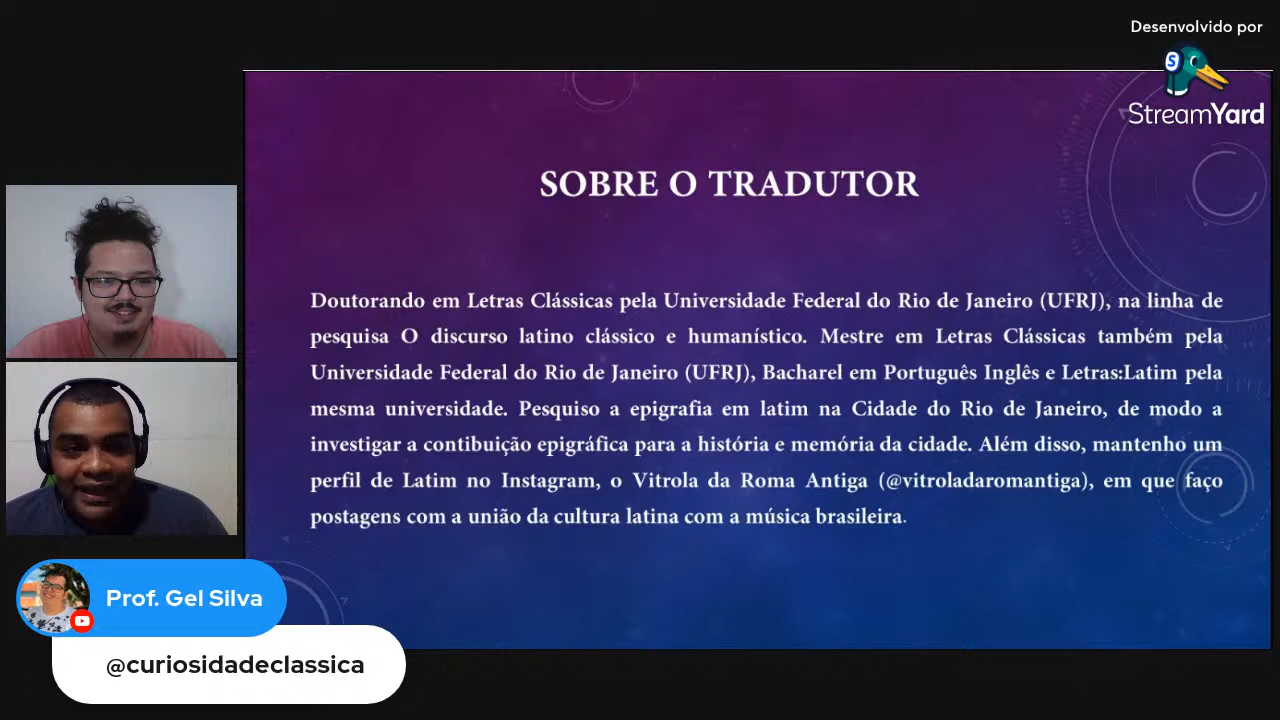 Desenvolvido por
StreamYard
SOBRE O TRADUTOR
Doutorando em Letras Clássicas pela Universidade Federal do Rio de Janeiro (UFRJ), na linha de
pesquisa O discurso latino clássico e humanístico. Mestre em Letras Clássicas também pela
Universidade Federal do Rio de Janeiro (UFRJ), Bacharel em Português Inglês e Letras:Latim pela
mesma universidade. Pesquiso a epigrafia em latim na Cidade do Rio de Janeiro, de modo a
investigar a contibuição epigráfica para a história e memória da cidade. Além disso, mantenho um
perfil de Latim no Instagram, o Vitrola da Roma Antiga (@vitroladaromantiga), em que faço
postagens com a união da cultura latina com a música brasileira.
Prof. Gel Silva
@curiosidadeclassica